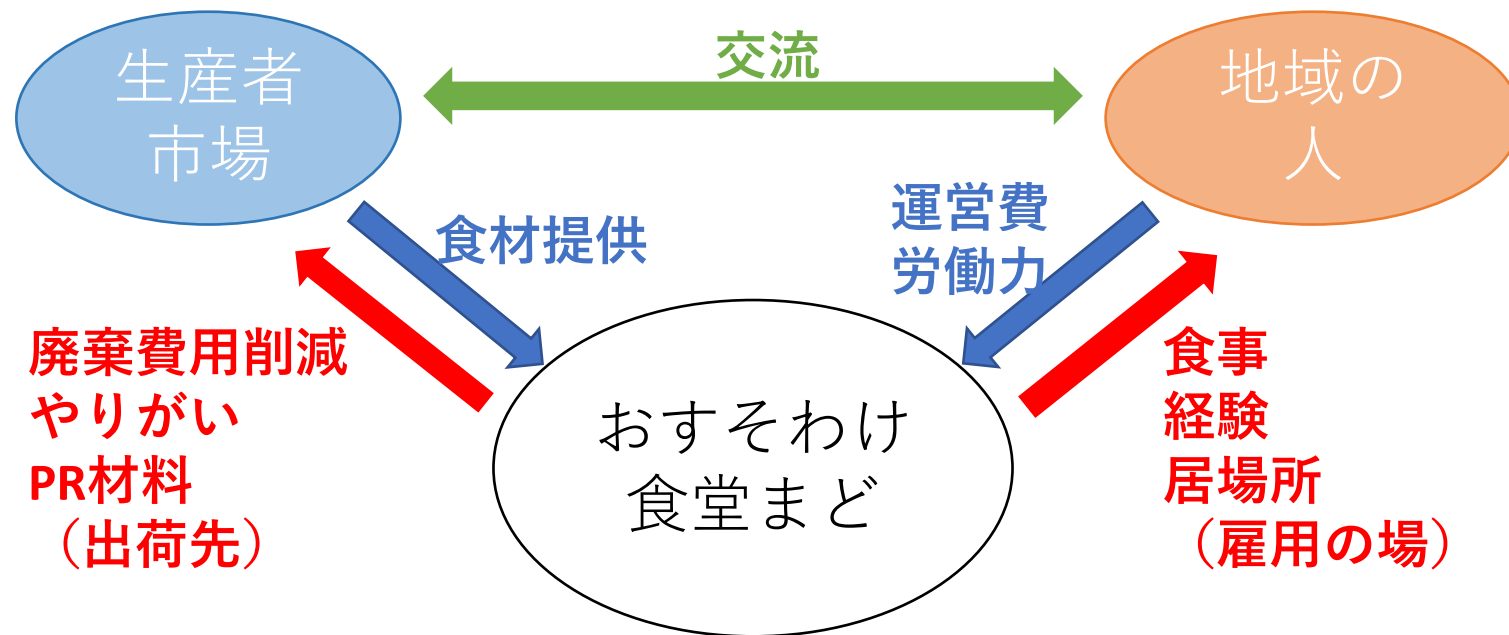 生産者
市場
交流
地域の
人
食材提供
運営費
労働力
廃棄費用削減
やりがい
PR材料
（出荷先）
食事
経験
居場所
（雇用の場）
おすそわけ
食堂まど